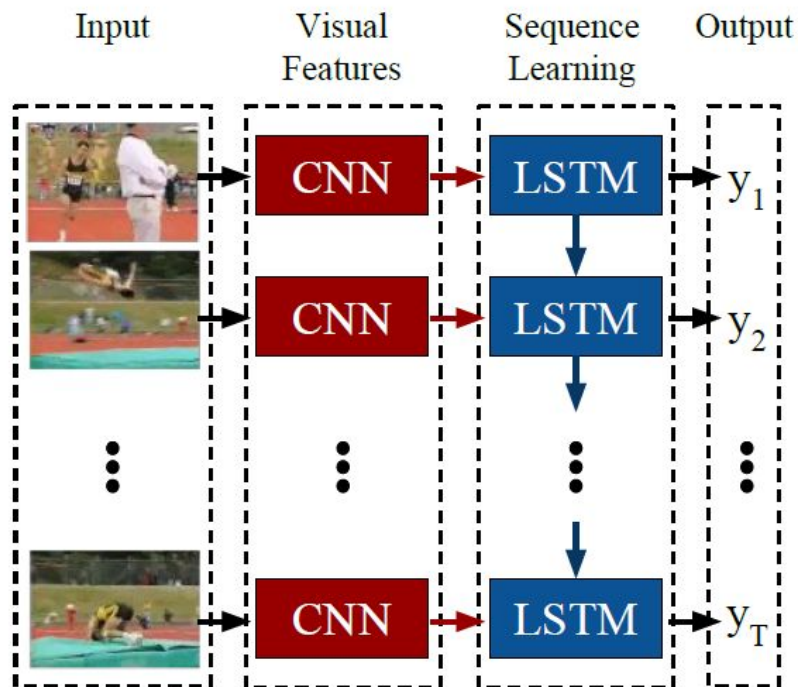 Input
Visual
Features
Sequence
Learning
Output
CNN
LSTM
y1
CNN
LSTM
y2
CNN
LSTM
yT